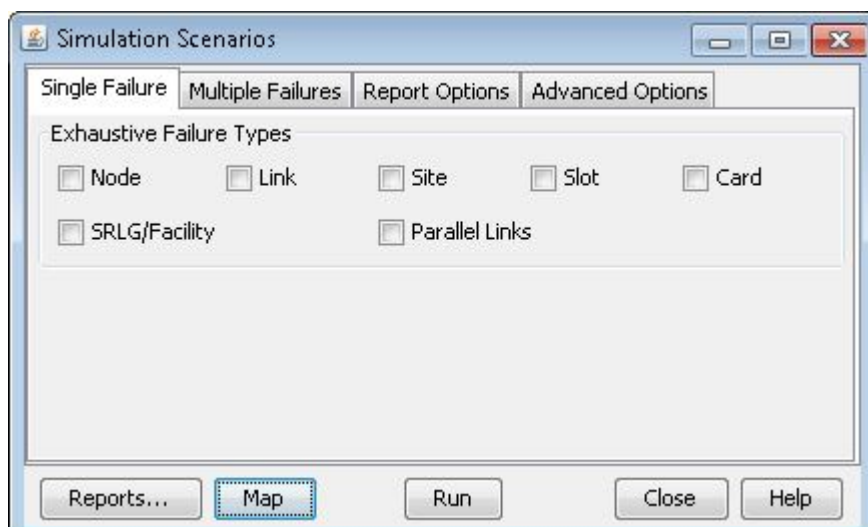 Simulation Scenarios
Single Failure Multiple Failures Report Options Advanced Options
Exhaustive Failure Types
Node Link Site Slot Card
SRLG/Facility Parallel Links
Reports... Map Run Close Help